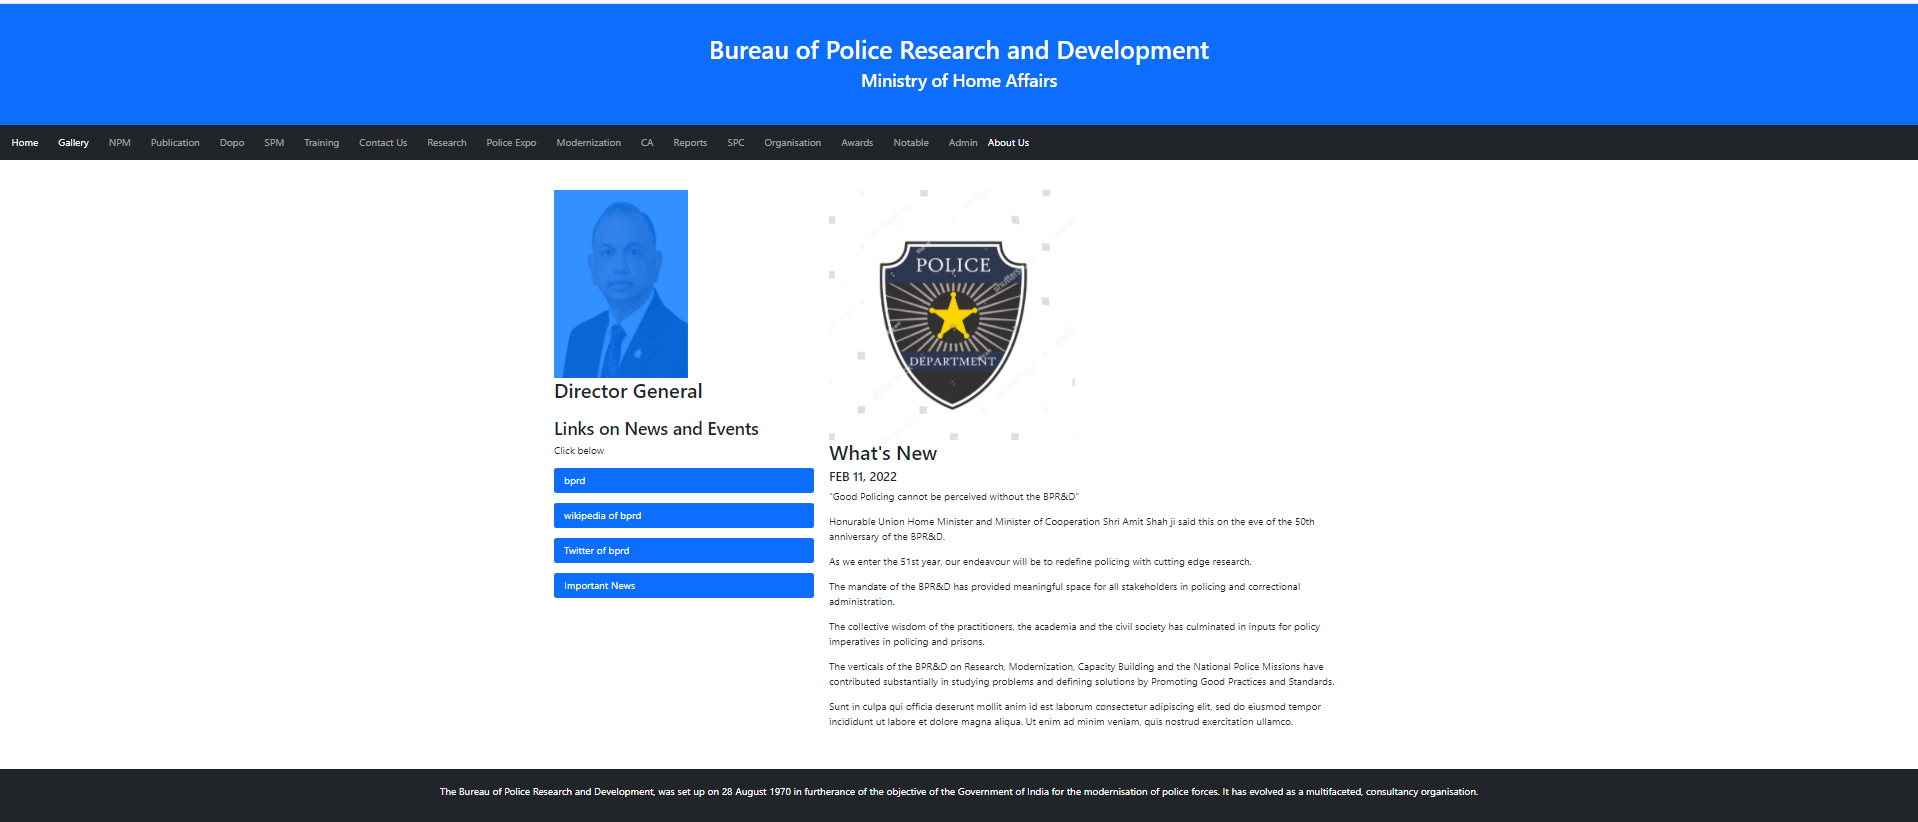 Bureau of Police Research and Development
Ministry of Home Affairs
Home Gallery NPM Publication Dopo SPM Training Contact Us Research Police Expo Modernization CA Reports SPC Organisation Awards Notable Admin About Us
POLICE
DEPARTMENT
Director General
Links on News and Events
Click below
bprd
wikipedia of bprd
Twitter of bprd
Important News
What's New
FEB 11, 2022
"Good Policing cannot be perceived without the BPR&D"
Honurable Union Home Minister and Minister of Cooperation Shri Amit Shah ji said this on the eve of the 50th
anniversary of the BPR&D.
As we enter the 51st year, our endeavour will be to redefine policing with cutting edge research.
The mandate of the BPR&D has provided meaningful space for all stakeholders in policing and correctional
administration.
The collective wisdom of the practitioners, the academia and the civil society has culminated in inputs for policy
imperatives in policing and prisons.
The verticals of the BPR&D on Research, Modernization, Capacity Building and the National Police Missions have
contributed substantially in studying problems and defining solutions by Promoting Good Practices and Standards.
Sunt in culpa qui officia deserunt mollit anim id est laborum consectetur adipiscing elit, sed do eiusmod tempor
incididunt ut labore et dolore magna aliqua. Ut enim ad minim veniam, quis nostrud exercitation ullamco.
The Bureau of Police Research and Development, was set up on 28 August 1970 in furtherance of the objective of the Government of India for the modernisation of police forces. It has evolved as a multifaceted, consultancy organisation.